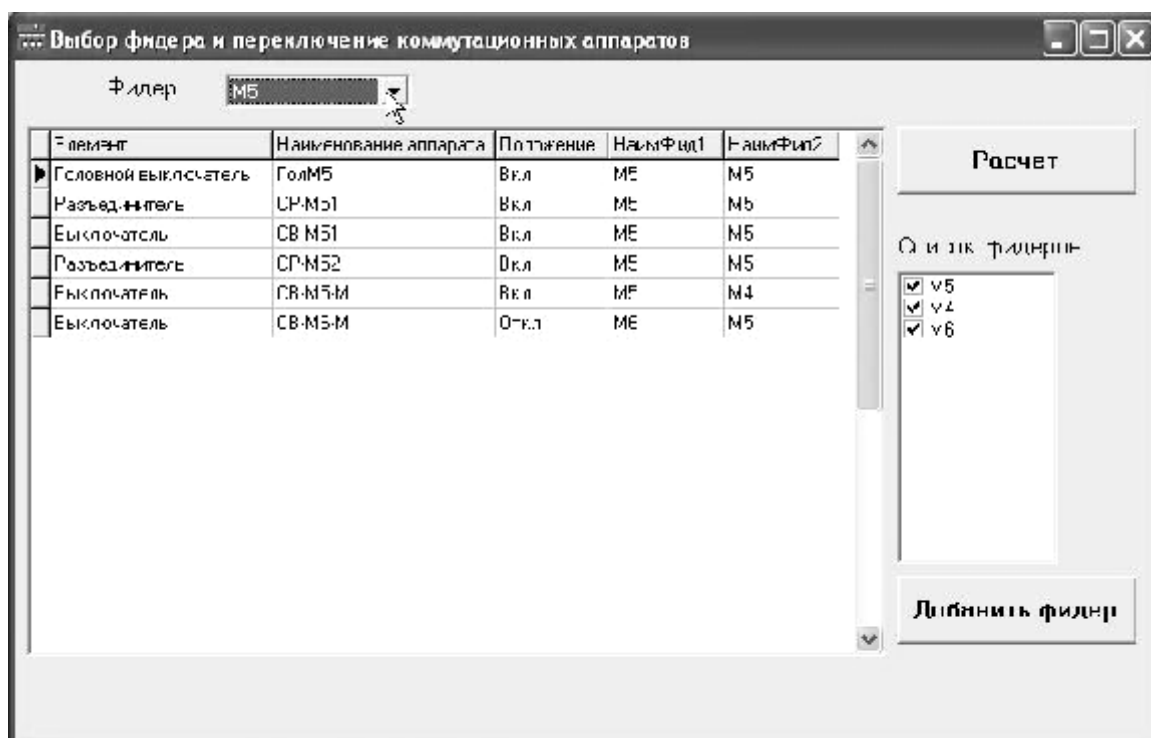 Выбор фидера и переключение коммутационных аппаратов
Фидер М5
Элемент Наименование аппарата Положение НаимФид1 НаимФид2
Головной выключатель ГолМ5 Вкл М5 М5
Разъединитель СР-М51 Вкл М5 М5
Выключатель СВ-М51 Вкл М5 М5
Разъединитель СР-М52 Вкл М5 М5
Выключатель СВ-М5-М Вкл М5 М4
Выключатель СВ-М5-М Откл М6 М5
Расчет
Список фидеров
М5
М4
М6
Добавить фидер